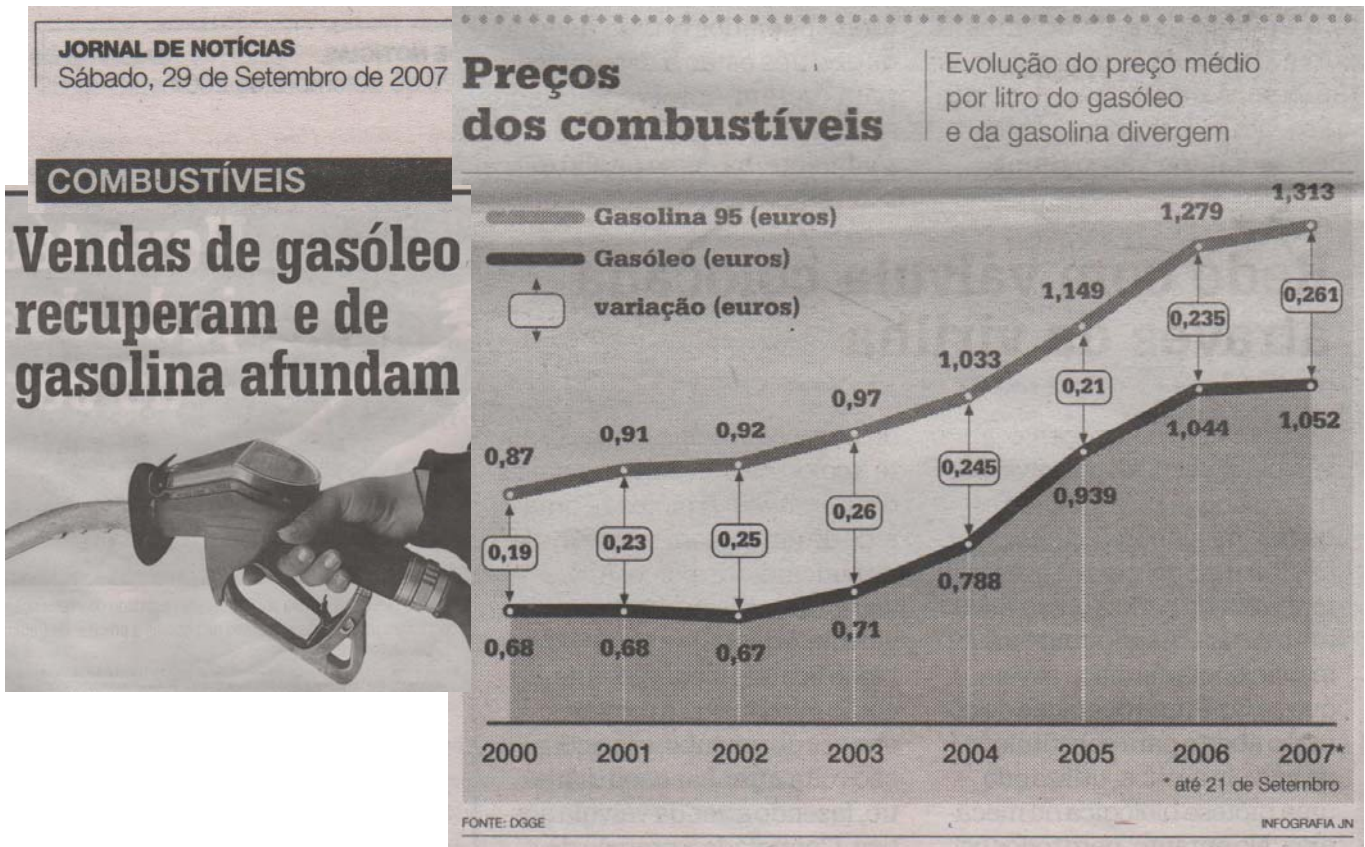 JORNAL DE NOTÍCIAS
Sábado, 29 de Setembro de 2007
COMBUSTÍVEIS
Vendas de gasóleo
recuperam e de
gasolina afundam
Preços
dos combustíveis
Evolução do preço médio
por litro do gasóleo
e da gasolina divergem
Gasolina 95 (euros)
Gasóleo (euros)
variação (euros)
0,87
0,91
0,92
0,97
1,033
1,149
1,279
1,313
0,19
0,23
0,25
0,26
0,245
0,21
0,235
0,261
0,68
0,68
0,67
0,71
0,788
0,939
1,044
1,052
2000 2001 2002 2003 2004 2005 2006 2007*
* até 21 de Setembro
FONTE: DGGE
INFOGRAFIA JN